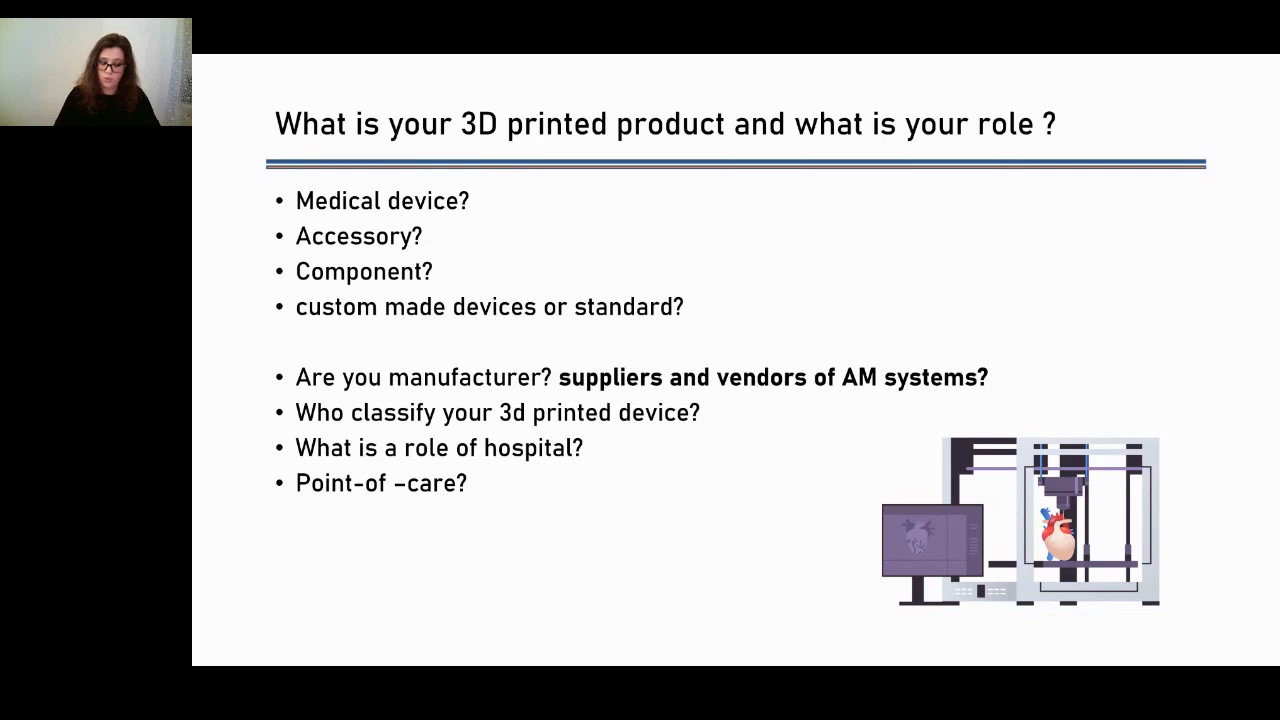 What is your 3D printed product and what is your role ?
• Medical device?
• Accessory?
• Component?
• custom made devices or standard?
• Are you manufacturer? suppliers and vendors of AM systems?
• Who classify your 3d printed device?
• What is a role of hospital?
• Point-of –care?